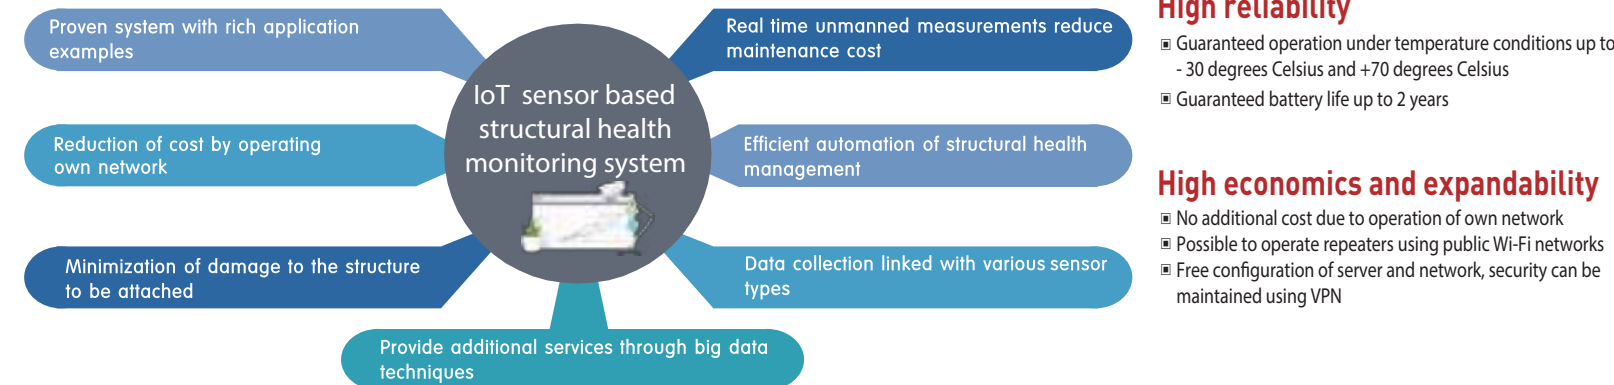 Proven system with rich application
examples
Reduction of cost by operating
own network
Minimization of damage to the structure
to be attached
IoT sensor based
structural health
monitoring system
Real time unmanned measurements reduce
maintenance cost
Efficient automation of structural health
management
Data collection linked with various sensor
types
Provide additional services through big data
techniques
High reliability
▣ Guaranteed operation under temperature conditions up to
- 30 degrees Celsius and +70 degrees Celsius
▣ Guaranteed battery life up to 2 years
High economics and expandability
▣ No additional cost due to operation of own network
▣ Possible to operate repeaters using public Wi-Fi networks
▣ Free configuration of server and network, security can be
maintained using VPN